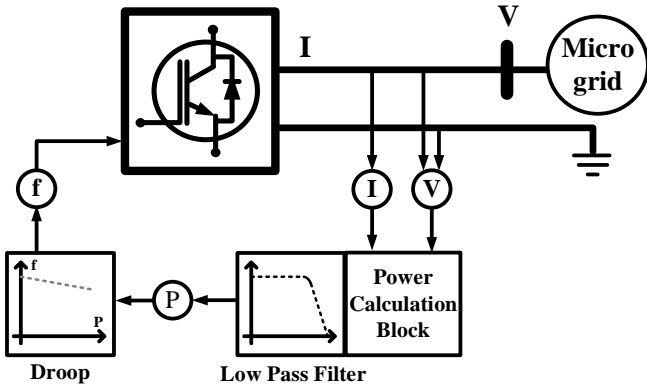 I
V
Micro
grid
f
I
V
f
P
Droop
P
Low Pass Filter
Power
Calculation
Block